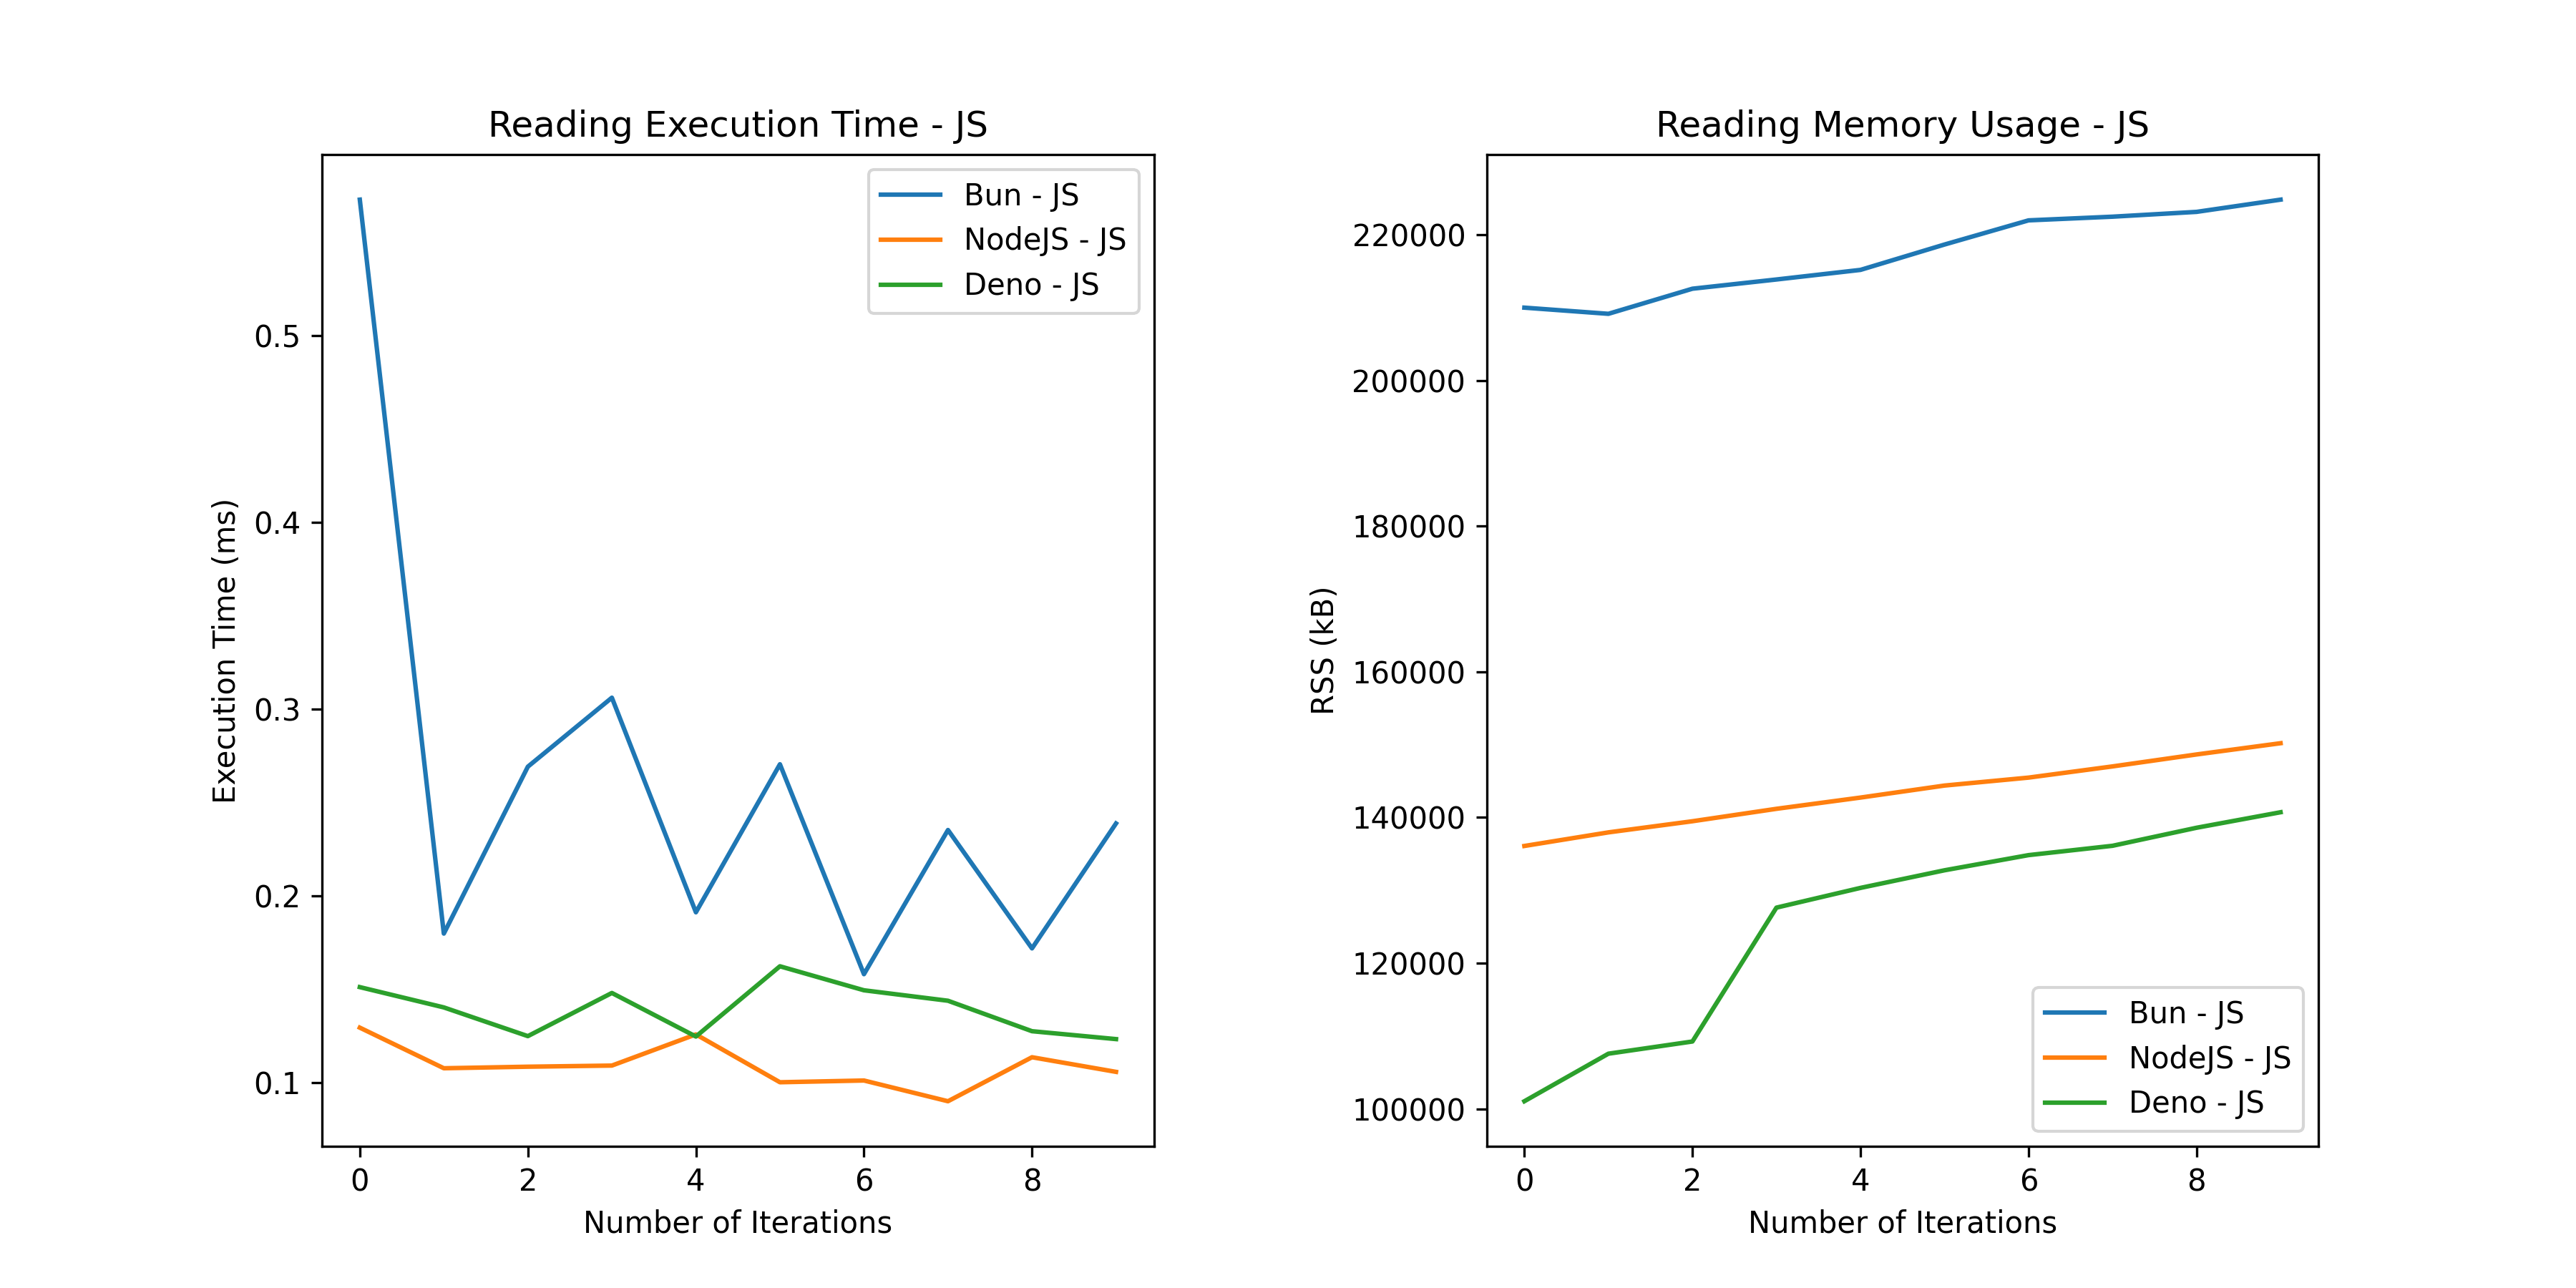 Reading Execution Time - JS
Execution Time (ms)
0.5
0.4
0.3
0.2
0.1
Bun - JS
NodeJS - JS
Deno - JS
0 2 4 6 8
Number of Iterations
Reading Memory Usage - JS
RSS (kB)
220000
200000
180000
160000
140000
120000
100000
Bun - JS
NodeJS - JS
Deno - JS
0 2 4 6 8
Number of Iterations